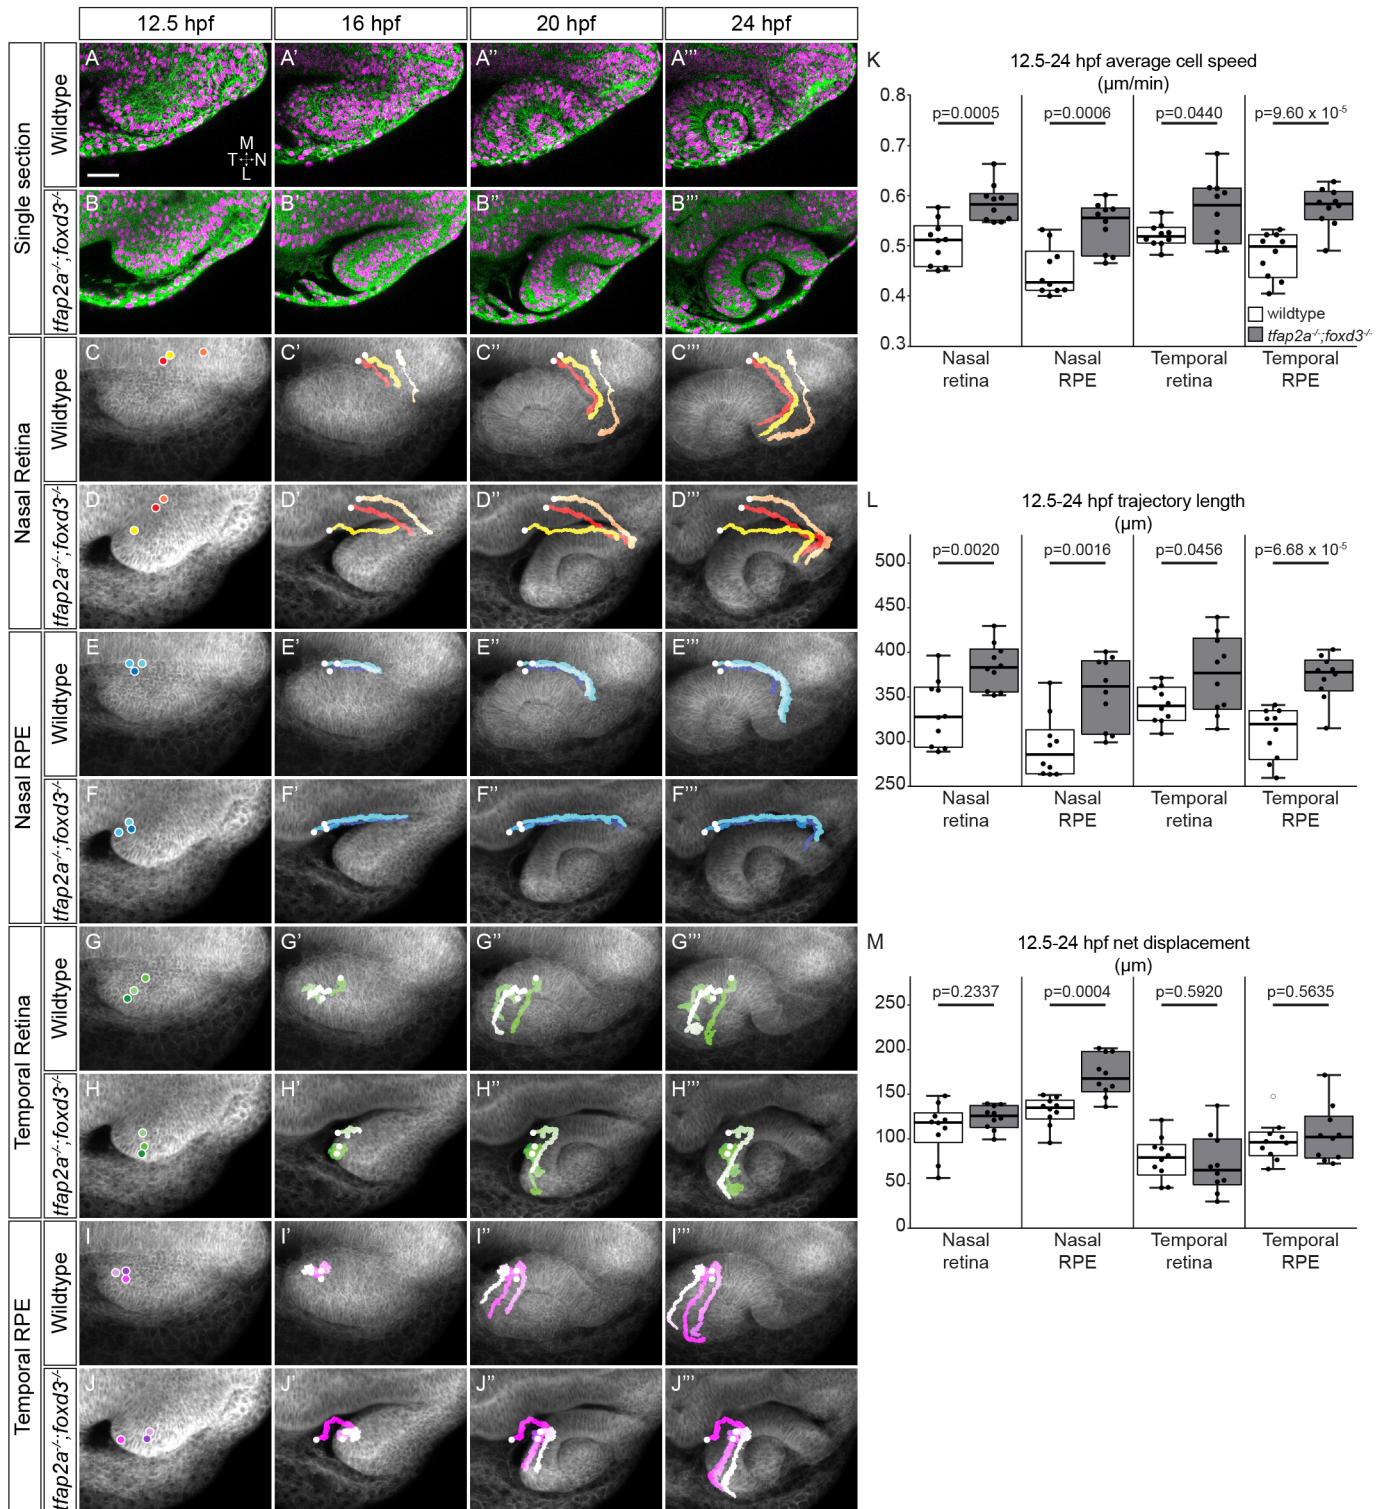 12.5 hpf 16 hpf 20 hpf 24 hpf
Single section
Wildtype
A A' A'' A'''
M
T N
L
tfap2a-/-;foxd3-/-
B B' B'' B'''
Nasal Retina
Wildtype
C C' C'' C'''
tfap2a-/-;foxd3-/-
D D' D'' D'''
Nasal RPE
Wildtype
E E' E'' E'''
tfap2a-/-;foxd3-/-
F F' F'' F'''
Temporal Retina
Wildtype
G G' G'' G'''
tfap2a-/-;foxd3-/-
H H' H'' H'''
Temporal RPE
Wildtype
I I' I'' I'''
tfap2a-/-;foxd3-/-
J J' J'' J'''
K
12.5-24 hpf average cell speed
(µm/min)
0.8
p=0.0005 p=0.0006 p=0.0440 p=9.60 x 10-5
0.7
0.6
0.5
0.4
wildtype
tfap2a-/-;foxd3-/-
0.3
Nasal Nasal Temporal Temporal
retina RPE retina RPE
L
12.5-24 hpf trajectory length
(µm)
p=0.0020 p=0.0016 p=0.0456 p=6.68 x 10-5
500
450
400
350
300
250
Nasal Nasal Temporal Temporal
retina RPE retina RPE
M
12.5-24 hpf net displacement
(µm)
p=0.2337 p=0.0004 p=0.5920 p=0.5635
250
200
150
100
50
0
Nasal Nasal Temporal Temporal
retina RPE retina RPE